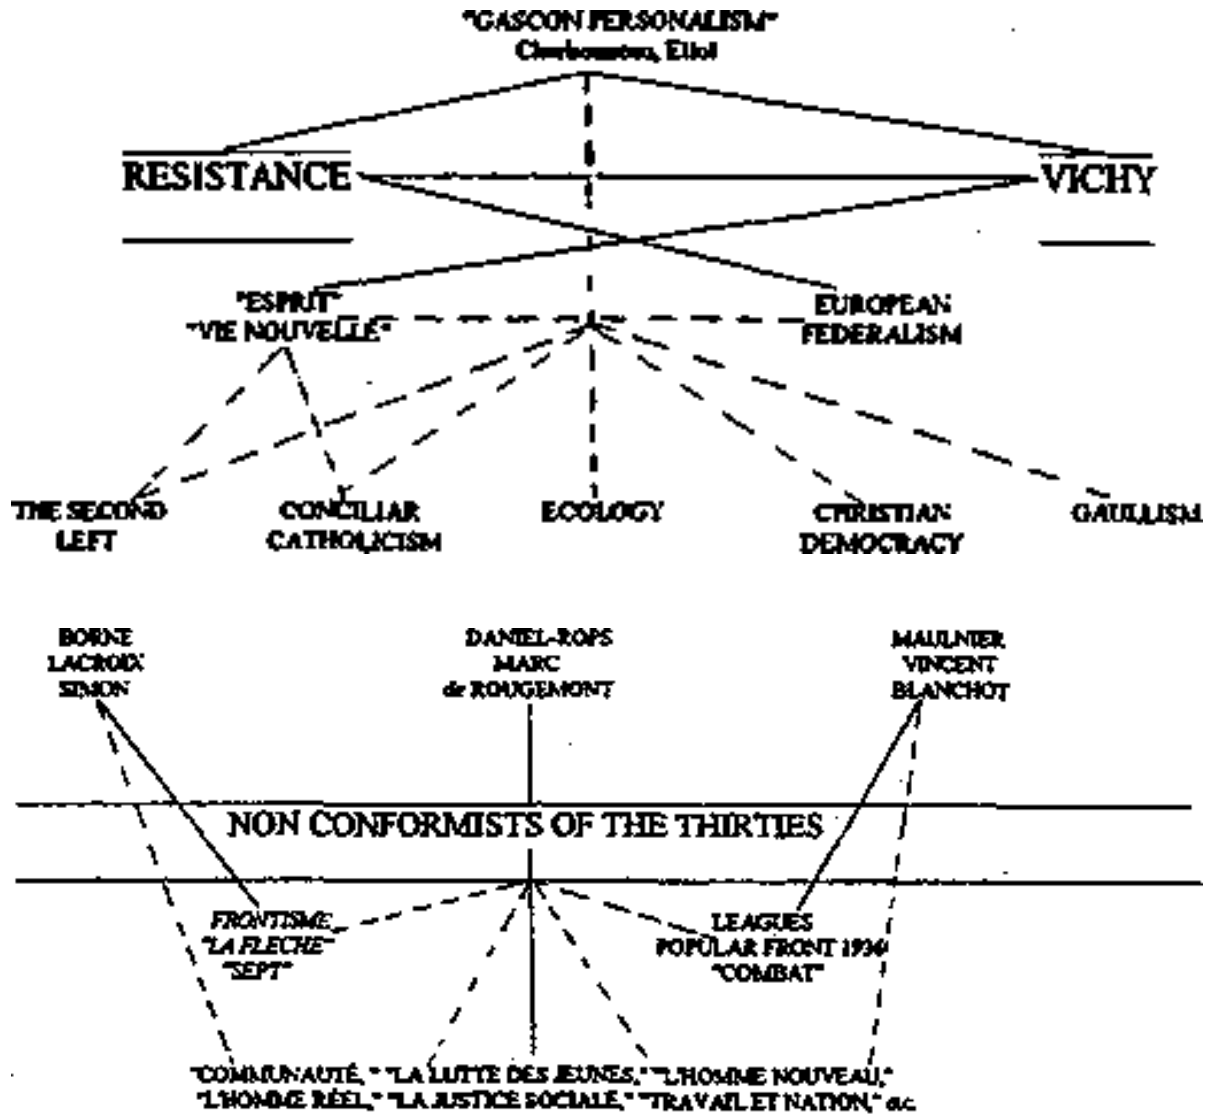 "GASCON PERSONALISM"
Charbonneau, Ellul
RESISTANCE
VICHY
"ESPRIT"
"VIE NOUVELLE"
EUROPEAN
FEDERALISM
THE SECOND
LEFT
CONCILIAR
CATHOLICISM
ECOLOGY
CHRISTIAN
DEMOCRACY
GAULLISM
BORNE
LACROIX
SIMON
DANIEL-ROPS
MARC
de ROUGEMONT
MAULNIER
VINCENT
BLANCHOT
NON CONFORMISTS OF THE THIRTIES
FRONTISME
"LA FLECHE"
"SEPT"
LEAGUES
POPULAR FRONT 1936
"COMBAT"
"COMMUNAUTÉ," "LA LUTTE DES JEUNES," "L'HOMME NOUVEAU,"
"L'HOMME RÉEL," "LA JUSTICE SOCIALE," "TRAVAIL ET NATION," etc.